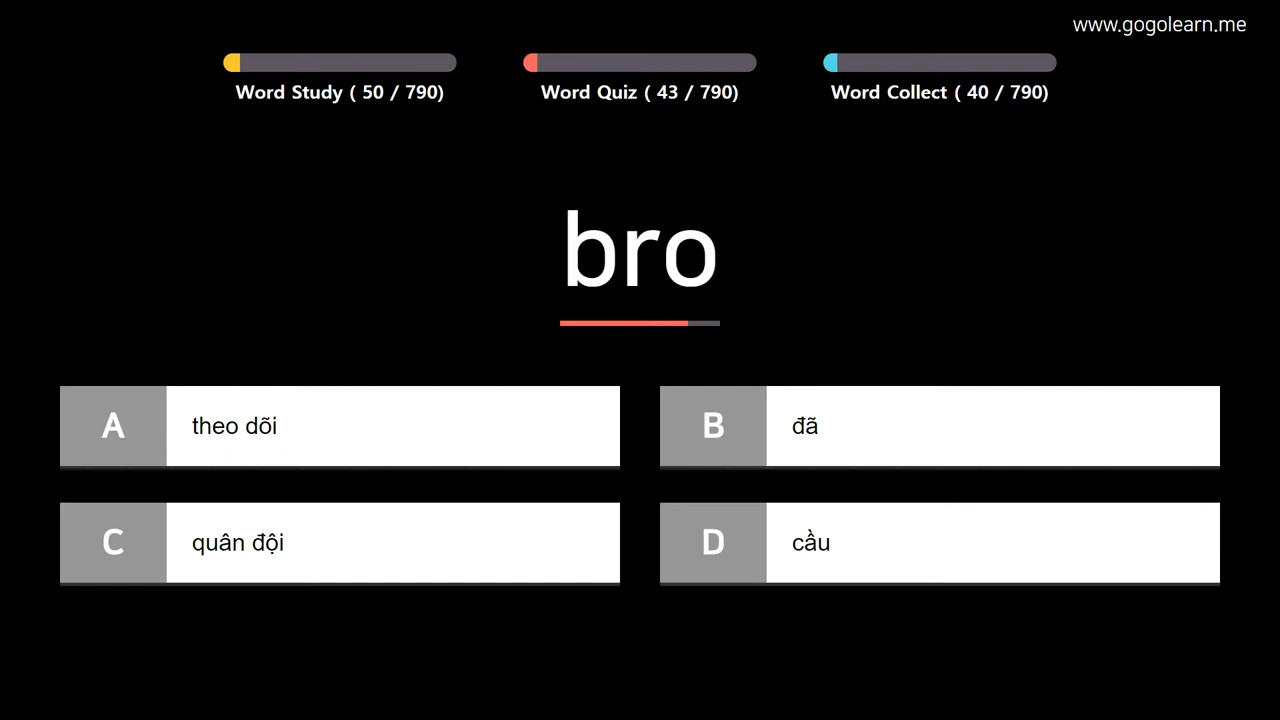 www.gogolearn.me
Word Study ( 50 / 790)
Word Quiz ( 43 / 790)
Word Collect ( 40 / 790)
bro
A theo dõi
B đã
C quân đội
D cầu